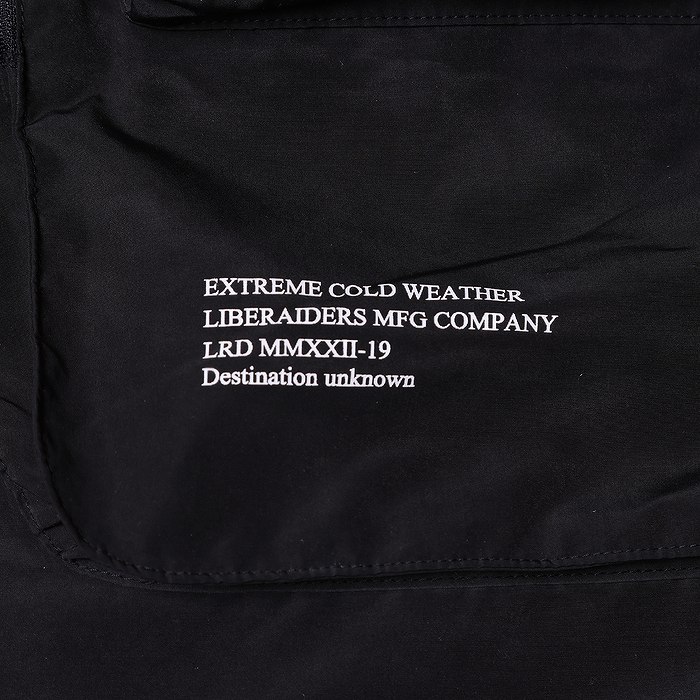 EXTREME COLD WEATHER
LIBERAIDERS MFG COMPANY
LRD MMXXII-19
Destination unknown